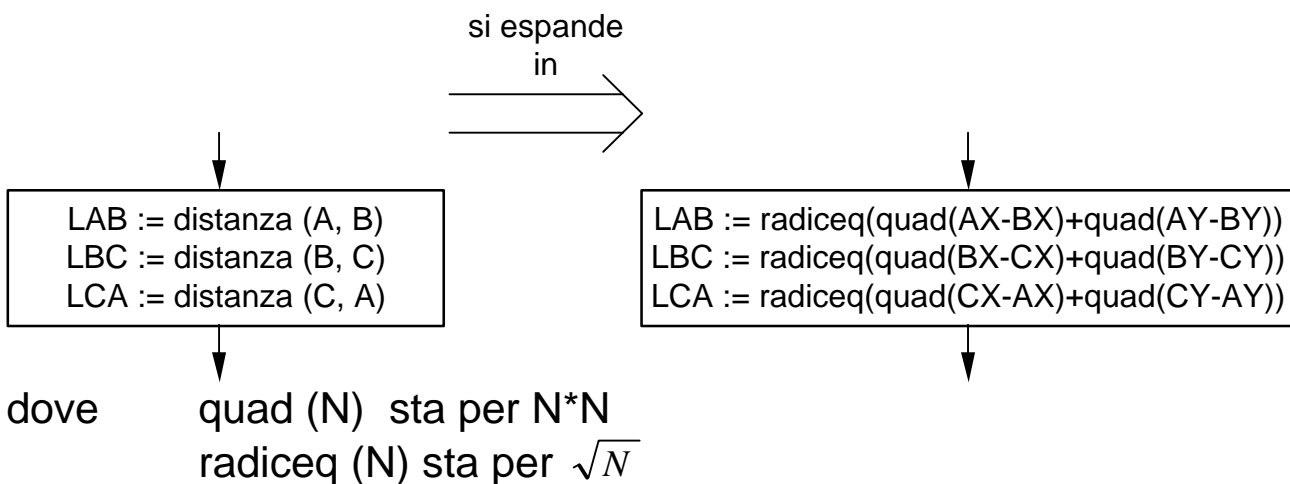 si espande
in
LAB := distanza (A, B)
LBC := distanza (B, C)
LCA := distanza (C, A)
LAB := radiceq(quad(AX-BX)+quad(AY-BY))
LBC := radiceq(quad(BX-CX)+quad(BY-CY))
LCA := radiceq(quad(CX-AX)+quad(CY-AY))
dove quad (N) sta per N*N
radiceq (N) sta per √N